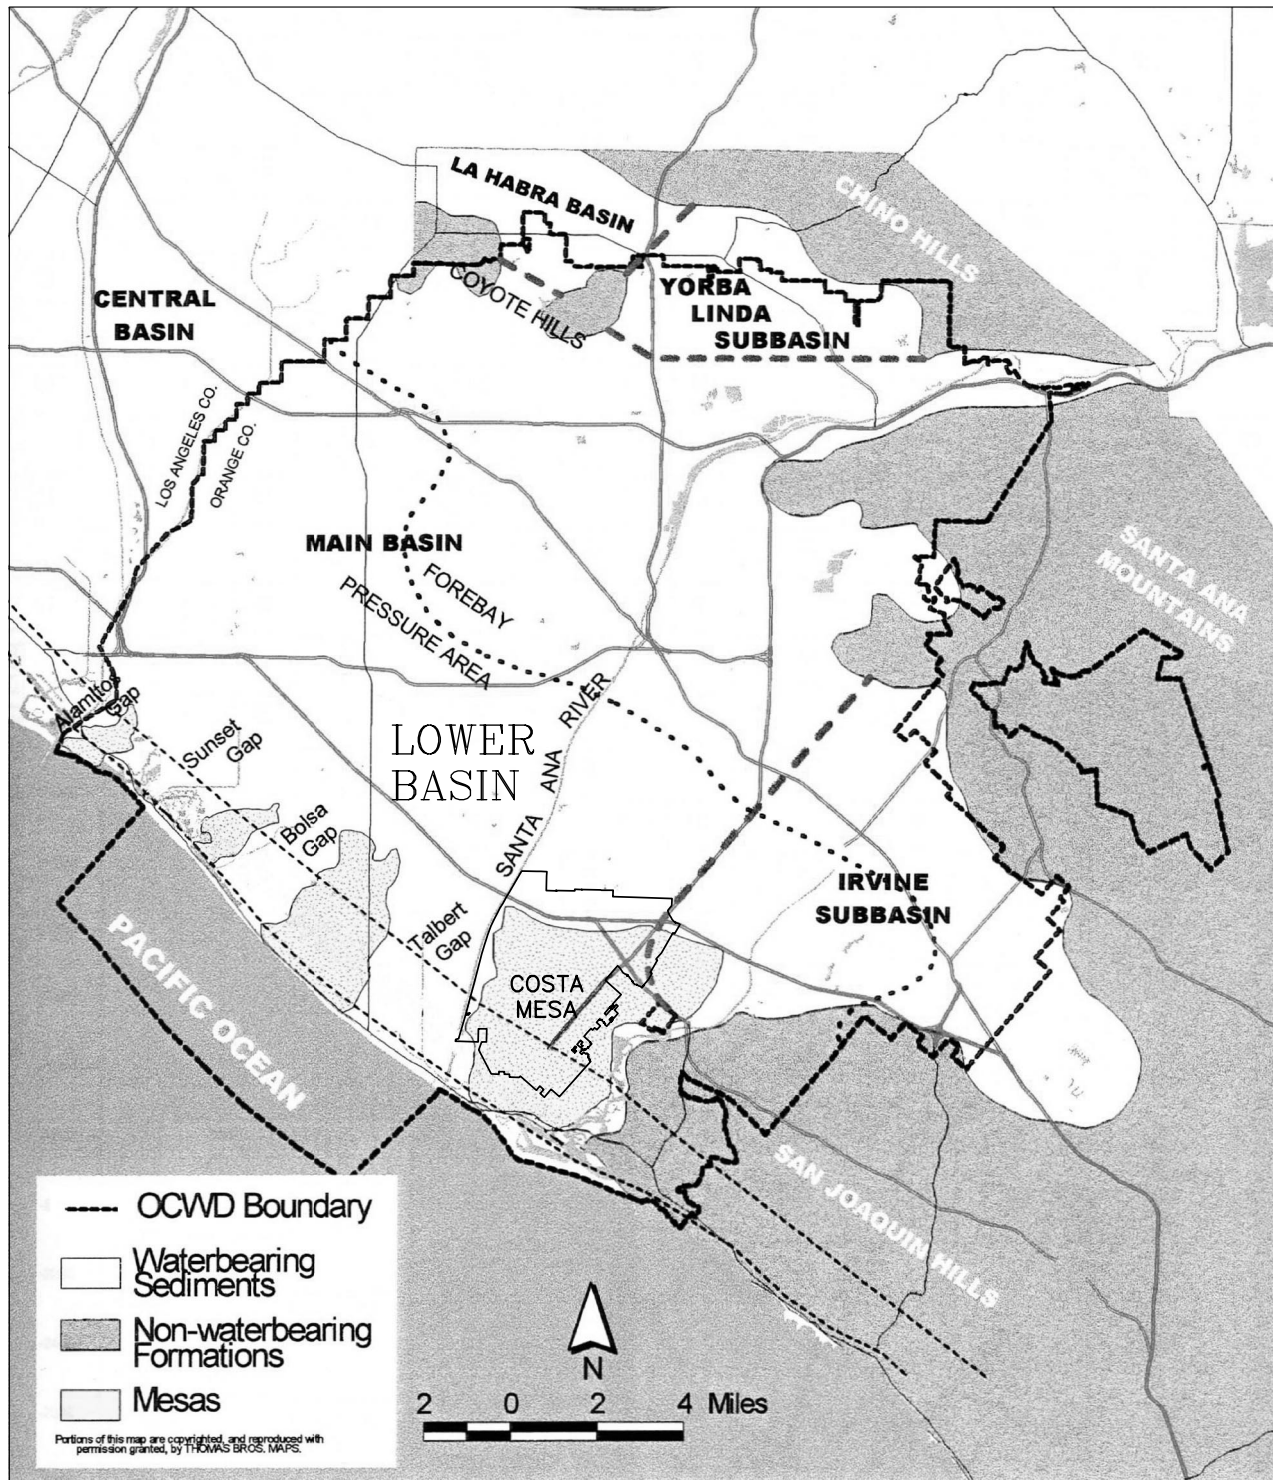 LA HABRA BASIN
CHINO HILLS
COYOTE HILLS
CENTRAL
BASIN
YORBA
LINDA
SUBBASIN
LOS ANGELES CO.
ORANGE CO.
MAIN BASIN
FOREBAY
PRESSURE AREA
SANTA ANA
MOUNTAINS
Alamitos
Gap
Sunset
Gap
LOWER
BASIN
SANTA ANA RIVER
Bolsa
Gap
Talbert
Gap
IRVINE
SUBBASIN
COSTA
MESA
PACIFIC OCEAN
SAN JOAQUIN HILLS
OCWD Boundary
Waterbearing
Sediments
Non-waterbearing
Formations
Mesas
Portions of this map are copyrighted, and reproduced with
permission granted, by THOMAS BROS. MAPS.
N
2 0 2 4 Miles